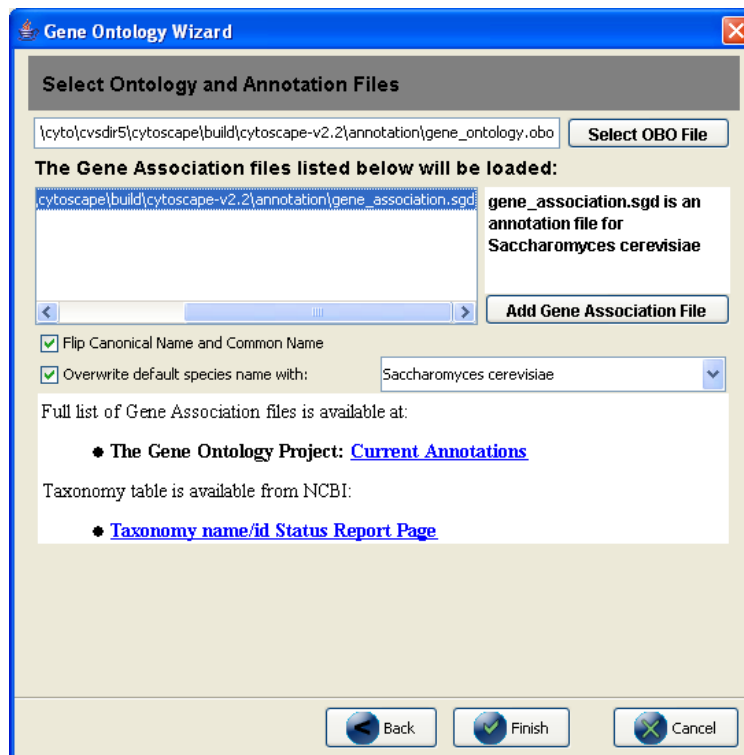 Gene Ontology Wizard
Select Ontology and Annotation Files
\cyto\cvsdir5\cytoscape\build\cytoscape-v2.2\annotation\gene_ontology.obo
Select OBO File
The Gene Association files listed below will be loaded:
cytoscape\build\cytoscape-v2.2\annotation\gene_association.sgd
gene_association.sgd is an
annotation file for
Saccharomyces cerevisiae
Add Gene Association File
Flip Canonical Name and Common Name
Overwrite default species name with:
Saccharomyces cerevisiae
Full list of Gene Association files is available at:
● The Gene Ontology Project: Current Annotations
Taxonomy table is available from NCBI:
● Taxonomy name/id Status Report Page
Back
Finish
Cancel